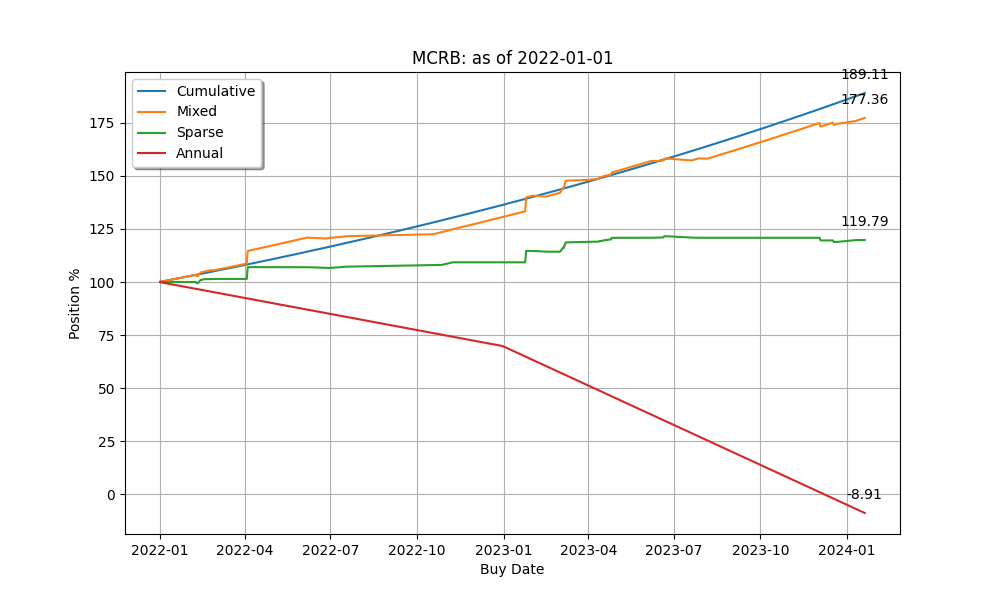 MCRB: as of 2022-01-01
189.11
177.36
119.79
-8.91
Cumulative
Mixed
Sparse
Annual
Position %
175
150
125
100
75
50
25
0
2022-01 2022-04 2022-07 2022-10 2023-01 2023-04 2023-07 2023-10 2024-01
Buy Date